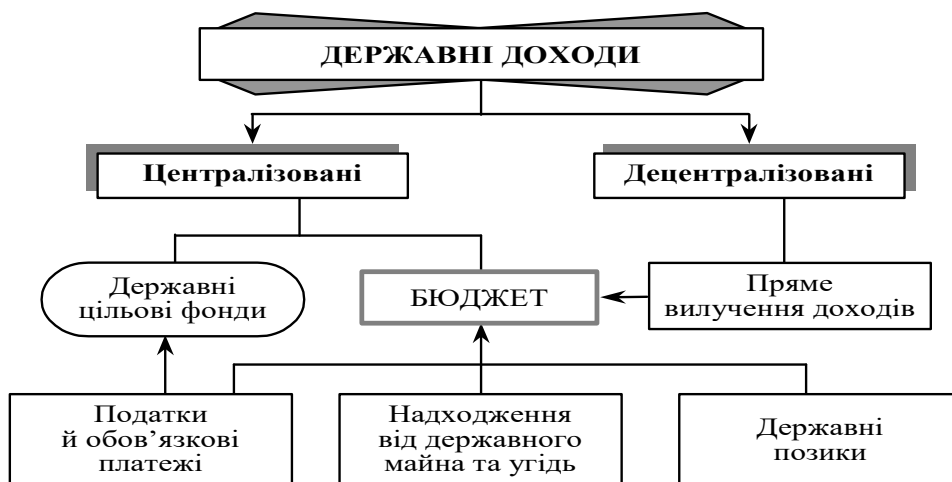 ДЕРЖАВНІ ДОХОДИ
Централізовані
Децентралізовані
Державні
цільові фонди
БЮДЖЕТ
Пряме
вилучення доходів
Податки
й обов’язкові
платежі
Надходження
від державного
майна та угідь
Державні
позики